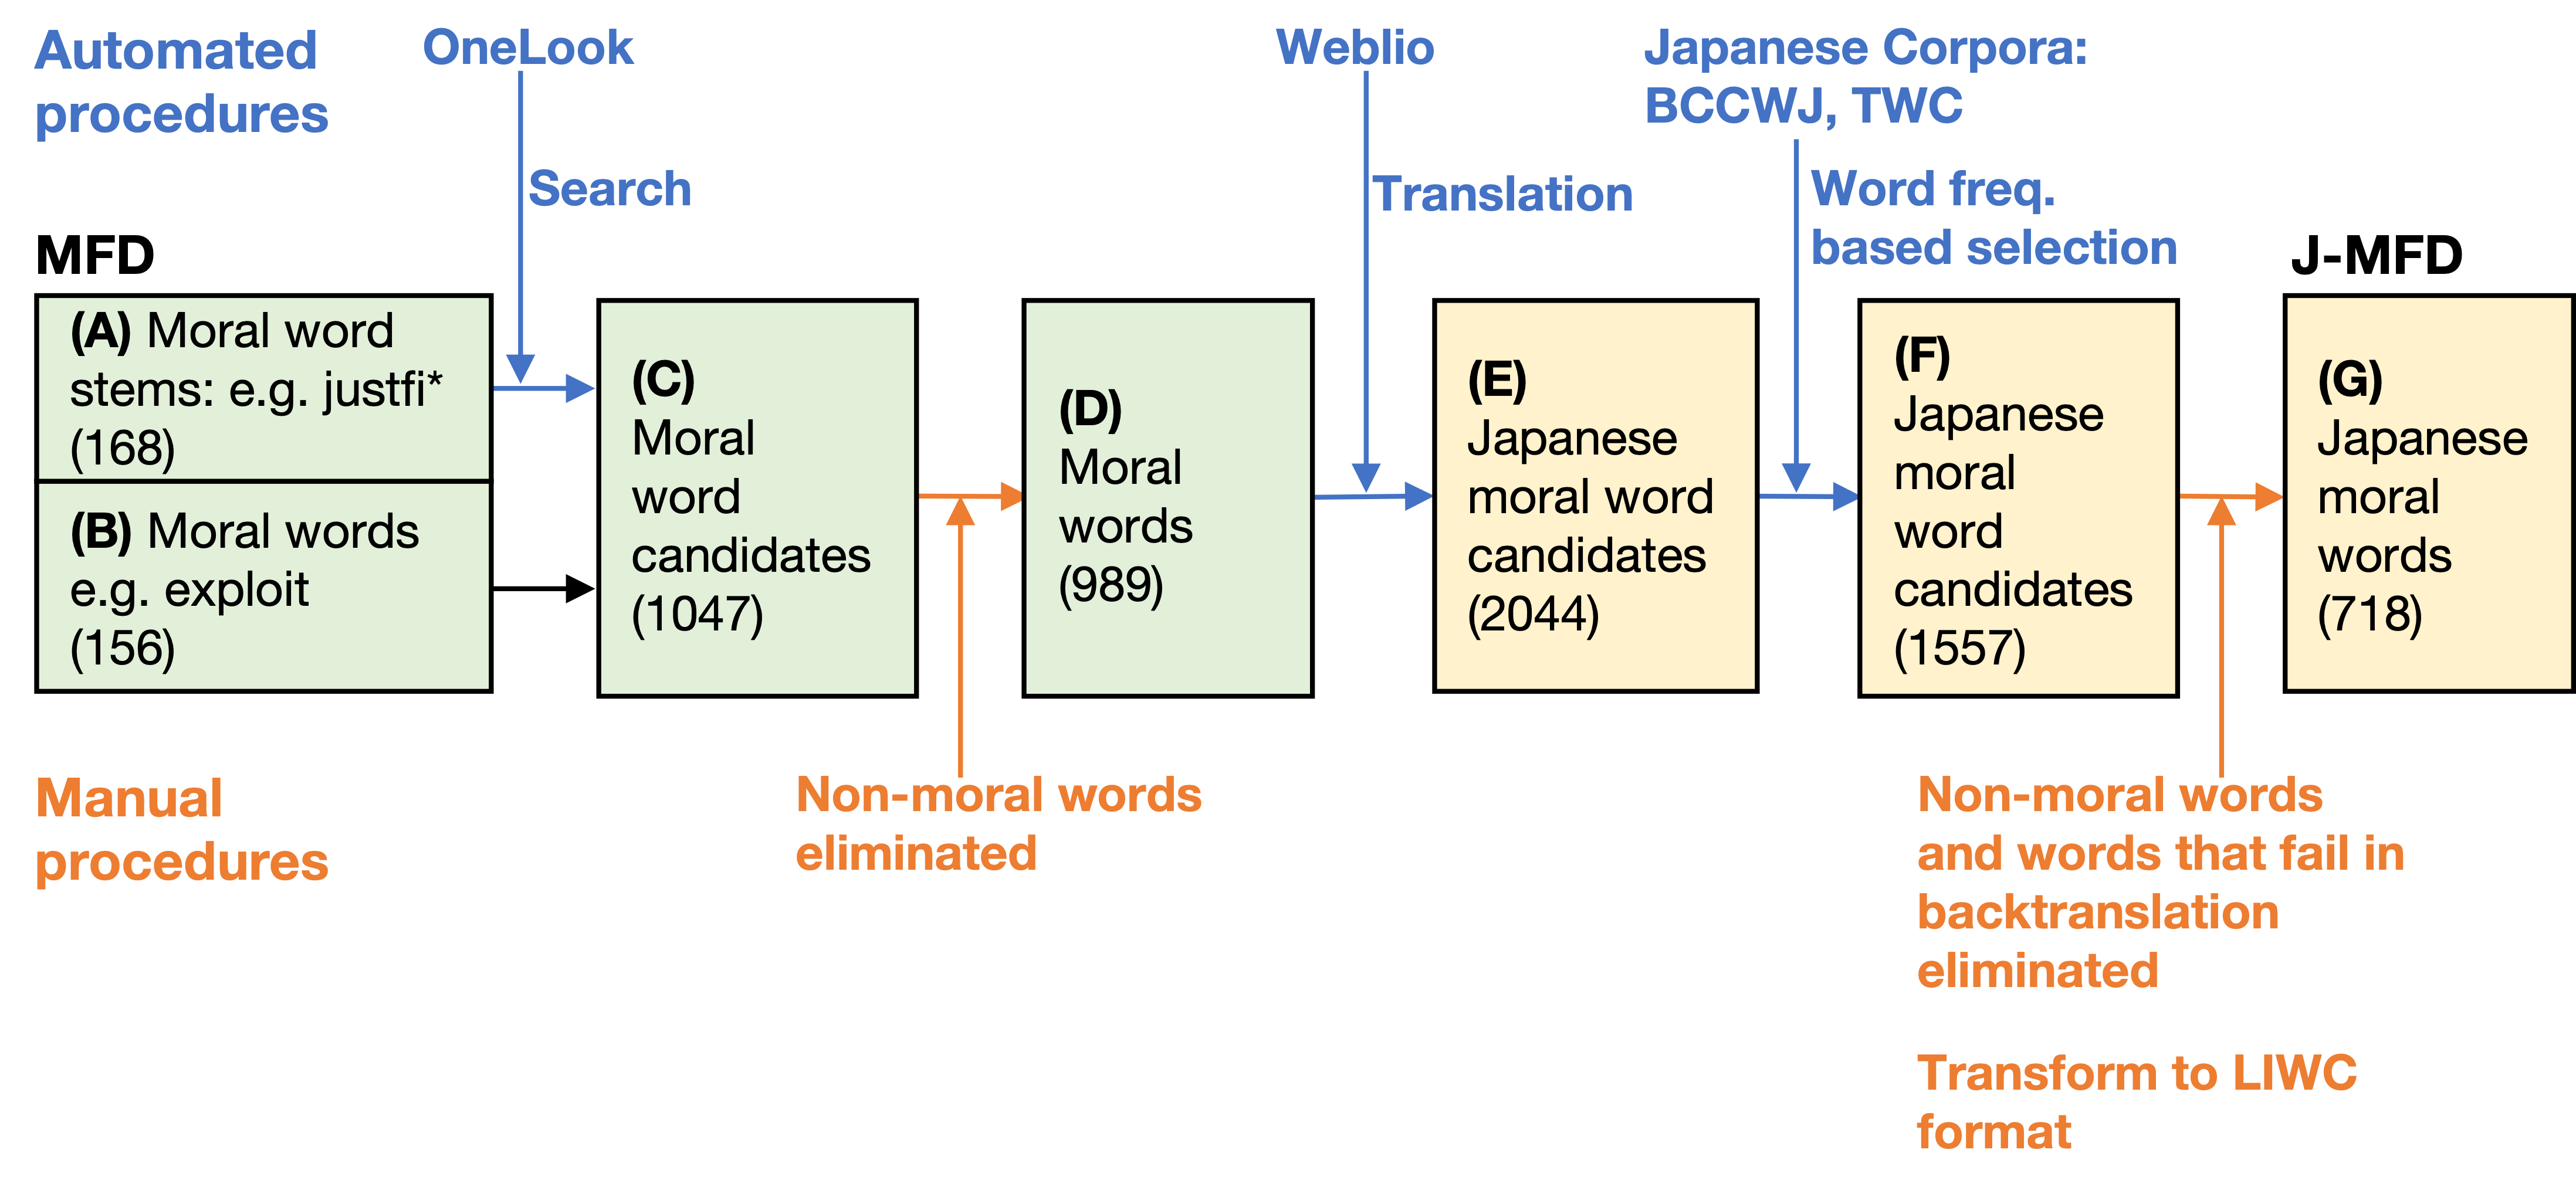 Automated
procedures
OneLook
Search
Weblio
Translation
Japanese Corpora:
BCCWJ, TWC
Word freq.
based selection
MFD
(A) Moral word
stems: e.g. justfi*
(168)
(B) Moral words
e.g. exploit
(156)
(C)
Moral
word
candidates
(1047)
(D)
Moral
words
(989)
(E)
Japanese
moral word
candidates
(2044)
(F)
Japanese
moral
word
candidates
(1557)
J-MFD
(G)
Japanese
moral
words
(718)
Manual
procedures
Non-moral words
eliminated
Non-moral words
and words that fail in
backtranslation
eliminated
Transform to LIWC
format